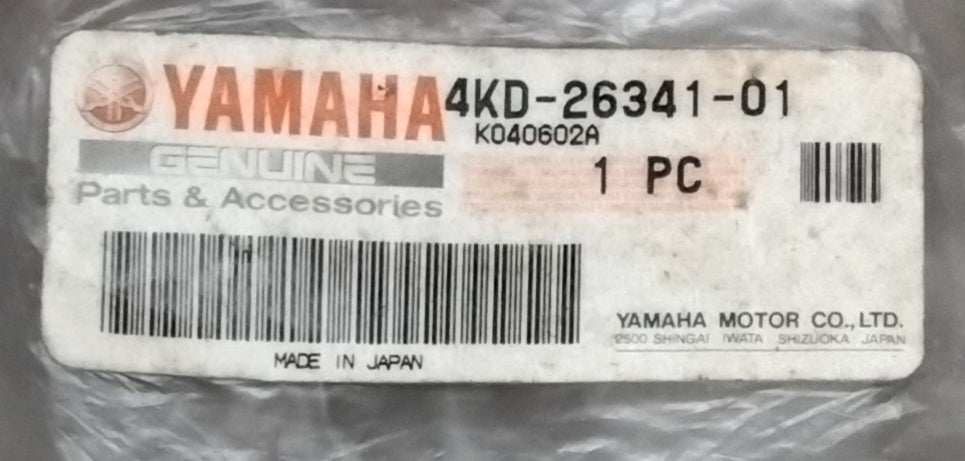 YAMAHA 4KD-26341-01
K040602A
GENUINE
1 PC
Parts & Accessories
YAMAHA MOTOR CO., LTD.
2500 SHINGAI IWATA SHIZUOKA JAPAN
MADE IN JAPAN